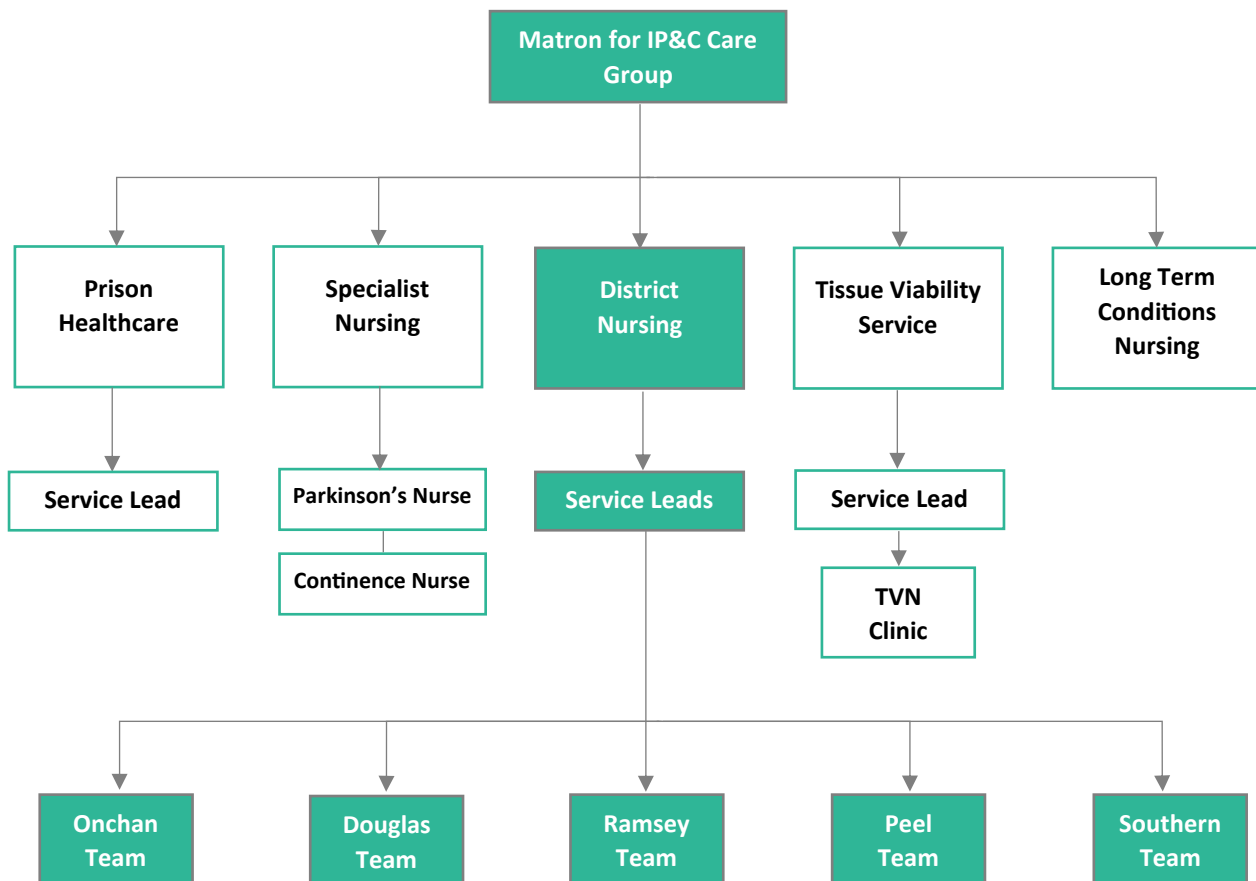 Matron for IP&C Care
Group
Prison
Healthcare
Specialist
Nursing
District
Nursing
Tissue Viability
Service
Long Term
Conditions
Nursing
Service Lead
Parkinson’s Nurse
Continence Nurse
Service Leads
Service Lead
TVN
Clinic
Onchan
Team
Douglas
Team
Ramsey
Team
Peel
Team
Southern
Team